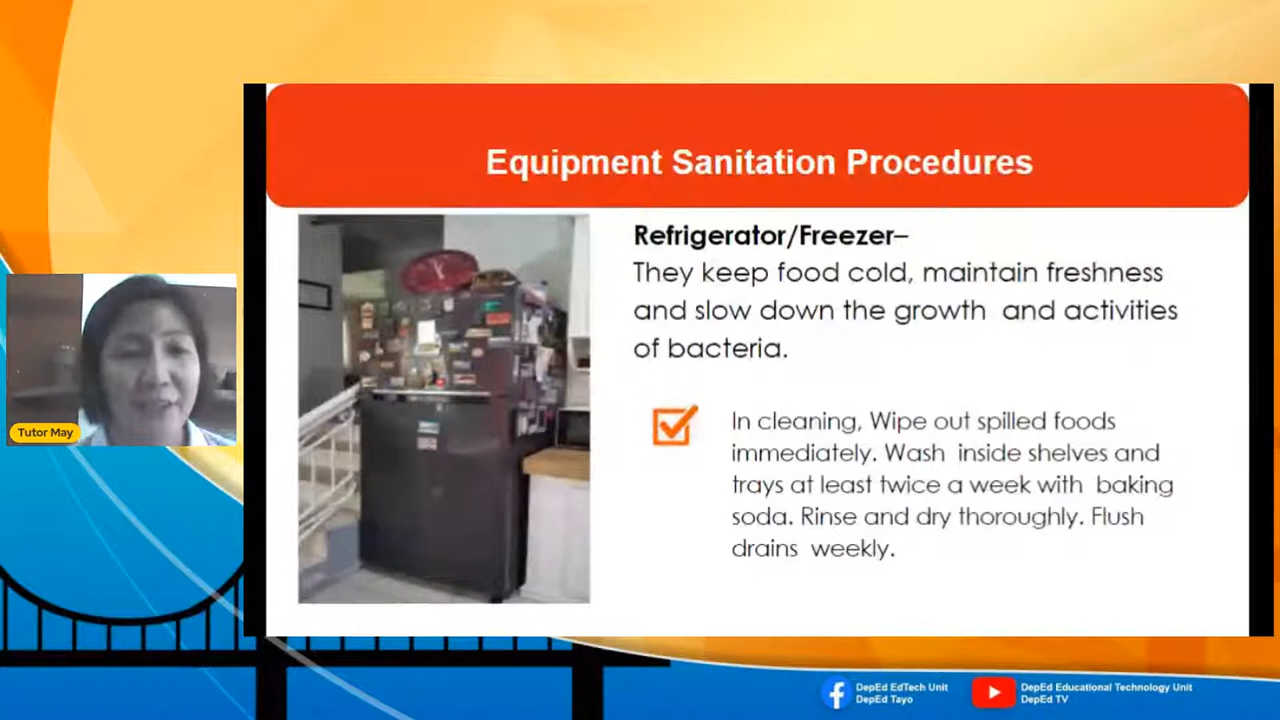 Equipment Sanitation Procedures
Refrigerator/Freezer–
They keep food cold, maintain freshness
and slow down the growth and activities
of bacteria.
In cleaning, Wipe out spilled foods
immediately. Wash inside shelves and
trays at least twice a week with baking
soda. Rinse and dry thoroughly. Flush
drains weekly.
Tutor May
DepEd EdTech Unit
DepEd Tayo
DepEd Educational Technology Unit
DepEd TV